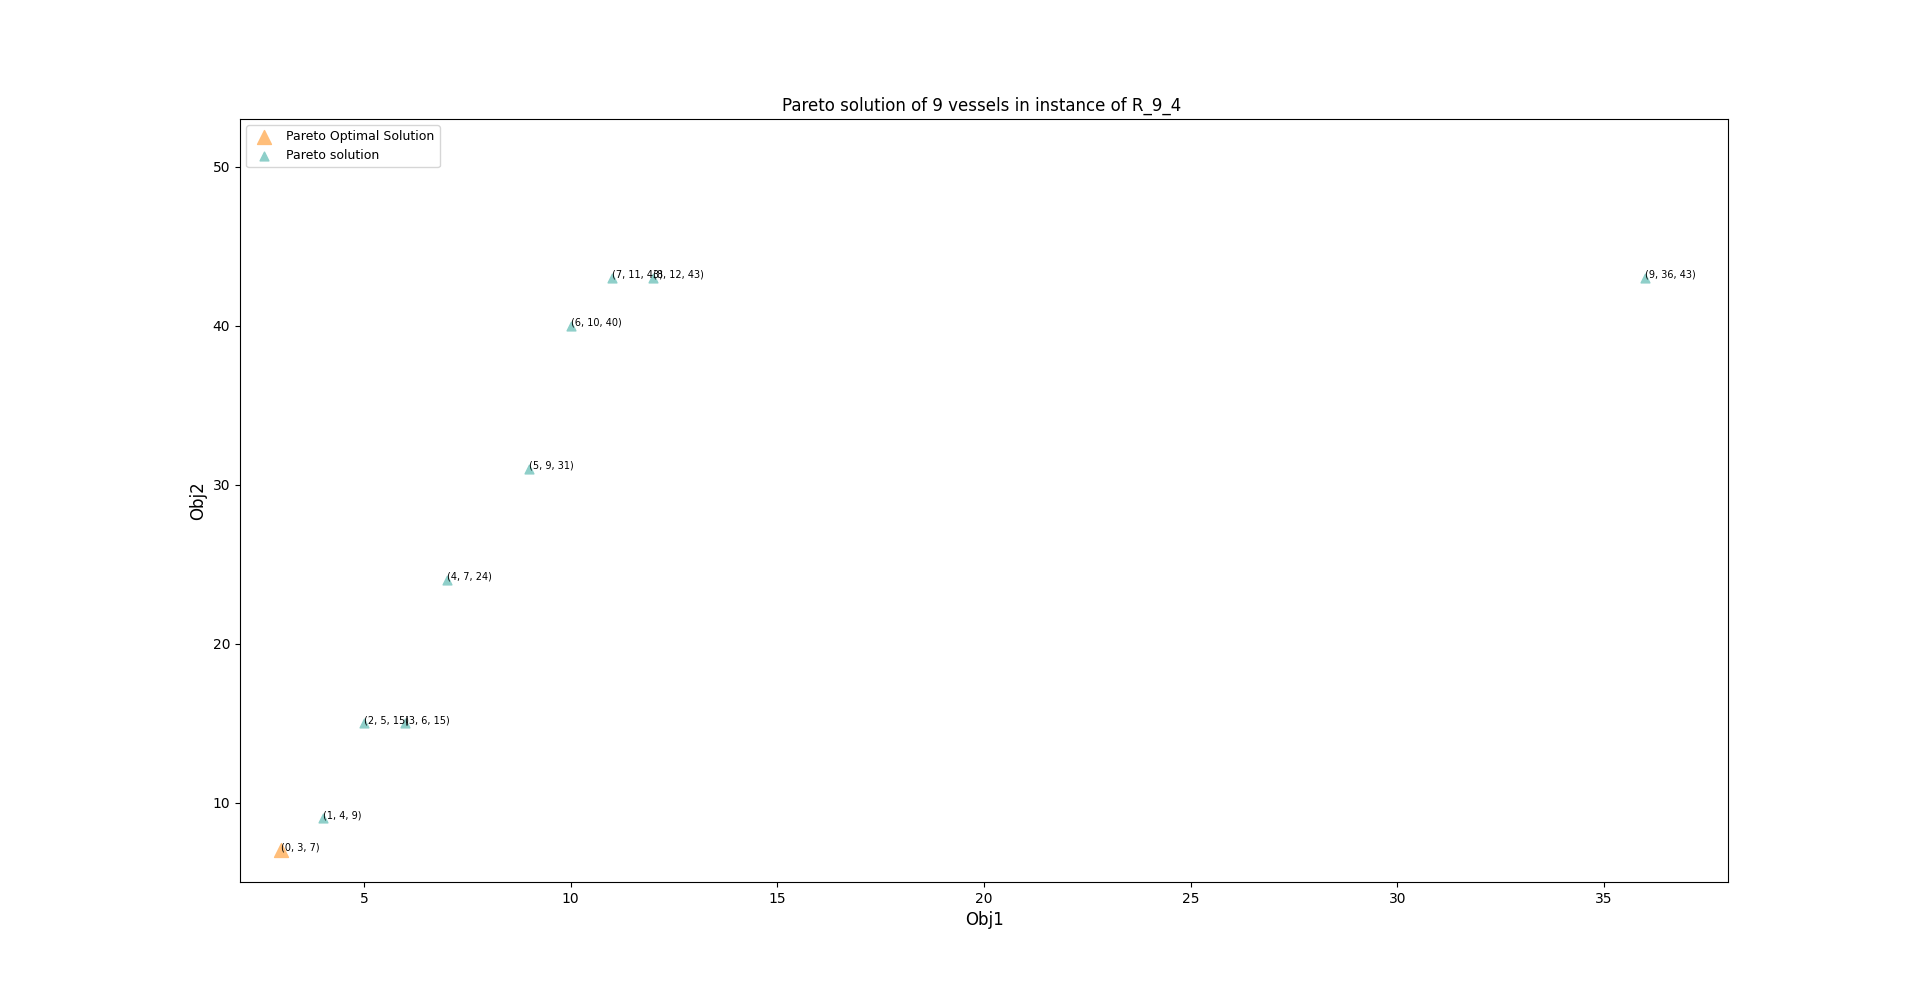 Pareto solution of 9 vessels in instance of R_9_4
Pareto Optimal Solution
Pareto solution
50
40
30
20
10
Obj2
(7, 11, 43)
(8, 12, 43)
(9, 36, 43)
(6, 10, 40)
(5, 9, 31)
(4, 7, 24)
(2, 5, 15)
(3, 6, 15)
(1, 4, 9)
(0, 3, 7)
5
10
15
20
25
30
35
Obj1